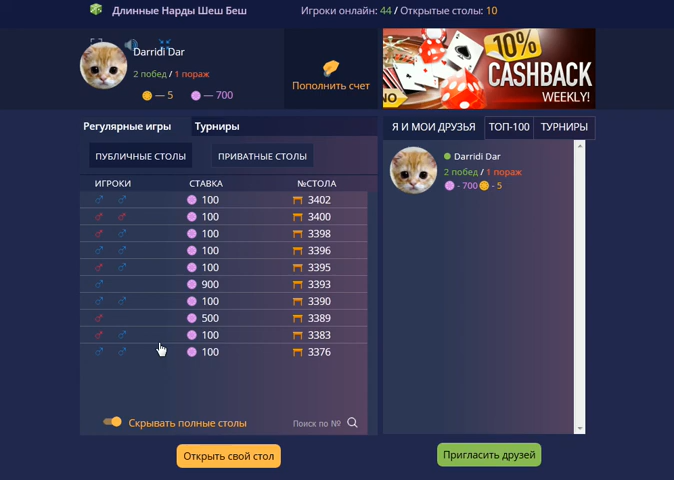 Длинные Нарды Шеш Беш
Игроки онлайн: 44 / Открытые столы: 10
Darridi Dar
2 побед / 1 пораж
— 5 — 700
Пополнить счет
10%
CASHBACK
WEEKLY!
NO
Регулярные игры Турниры
ПУБЛИЧНЫЕ СТОЛЫ ПРИВАТНЫЕ СТОЛЫ
ИГРОКИ СТАВКА №СТОЛА
100 3402
100 3400
100 3398
100 3396
100 3395
900 3393
100 3390
500 3389
100 3383
100 3376
Скрывать полные столы Поиск по №
Открыть свой стол
Я И МОИ ДРУЗЬЯ ТОП-100 ТУРНИРЫ
Darridi Dar
2 побед / 1 пораж
- 700 - 5
Пригласить друзей